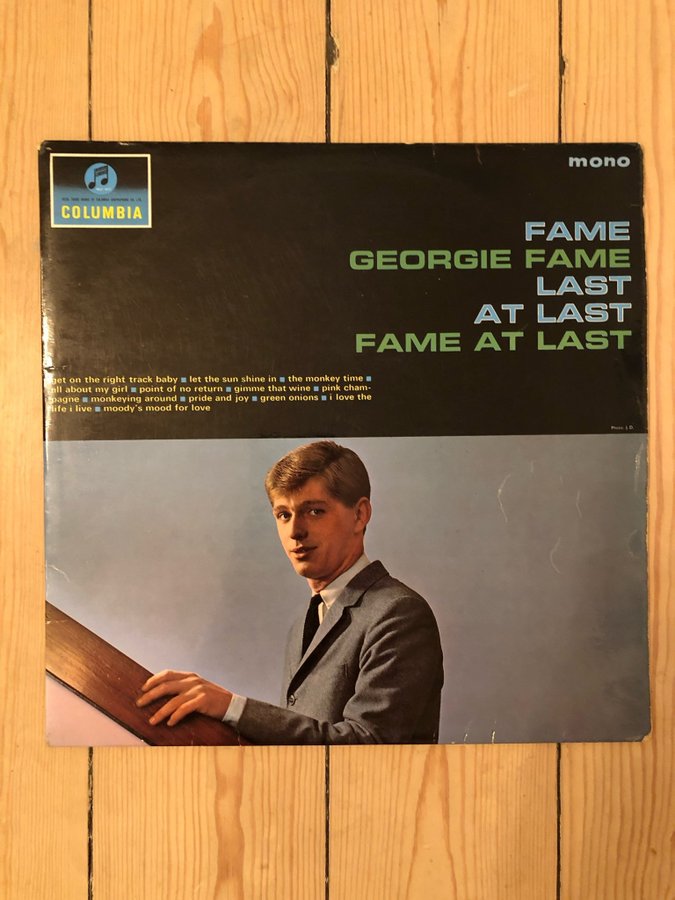 mono
COLUMBIA
FAME
GEORGIE FAME
LAST
AT LAST
FAME AT LAST
get on the right track baby ■ let the sun shine in ■ the monkey time ■
all about my girl ■ point of no return ■ gimme that wine ■ pink cham-
pagne ■ monkeying around ■ pride and joy ■ green onions ■ i love the
life i live ■ moody's mood for love
Photo. J.D.